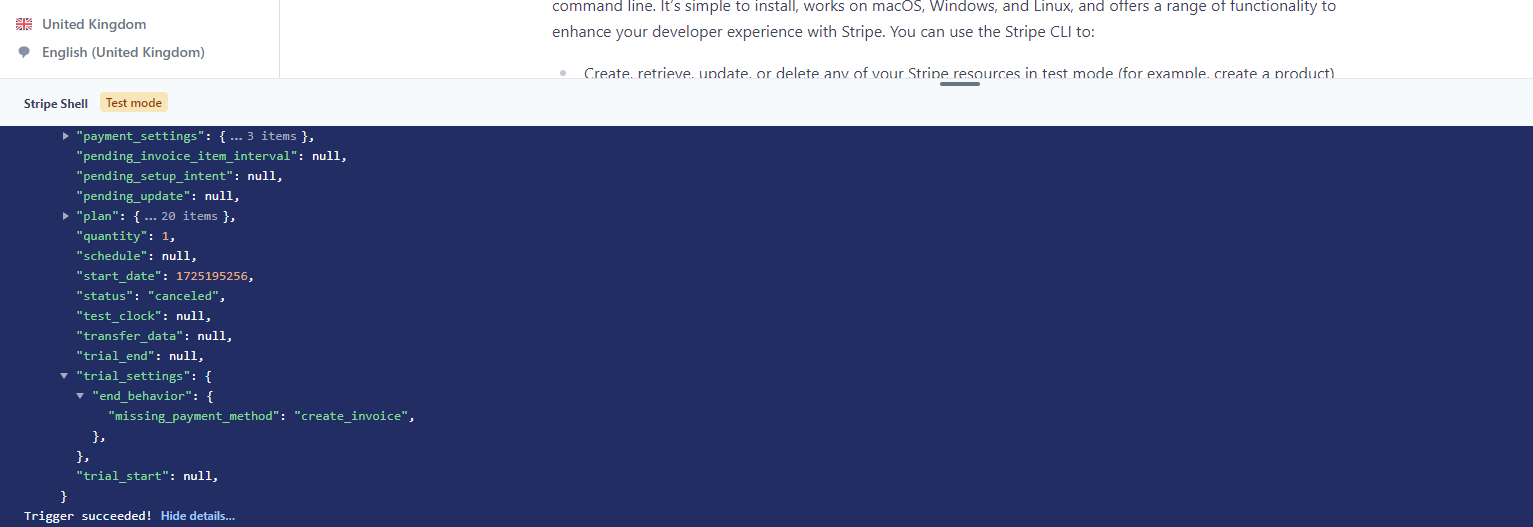 United Kingdom
English (United Kingdom)
command line. It's simple to install, works on macOS, Windows, and Linux, and offers a range of functionality to
enhance your developer experience with Stripe. You can use the Stripe CLI to:
Create, retrieve, update, or delete any of your Stripe resources in test mode (for example, create a product)
Stripe Shell Test mode
"payment_settings": { … 3 items },
"pending_invoice_item_interval": null,
"pending_setup_intent": null,
"pending_update": null,
"plan": { … 20 items },
"quantity": 1,
"schedule": null,
"start_date": 1725195256,
"status": "canceled",
"test_clock": null,
"transfer_data": null,
"trial_end": null,
"trial_settings": {
"end_behavior": {
"missing_payment_method": "create_invoice",
},
},
"trial_start": null,
}
Trigger succeeded! Hide details…